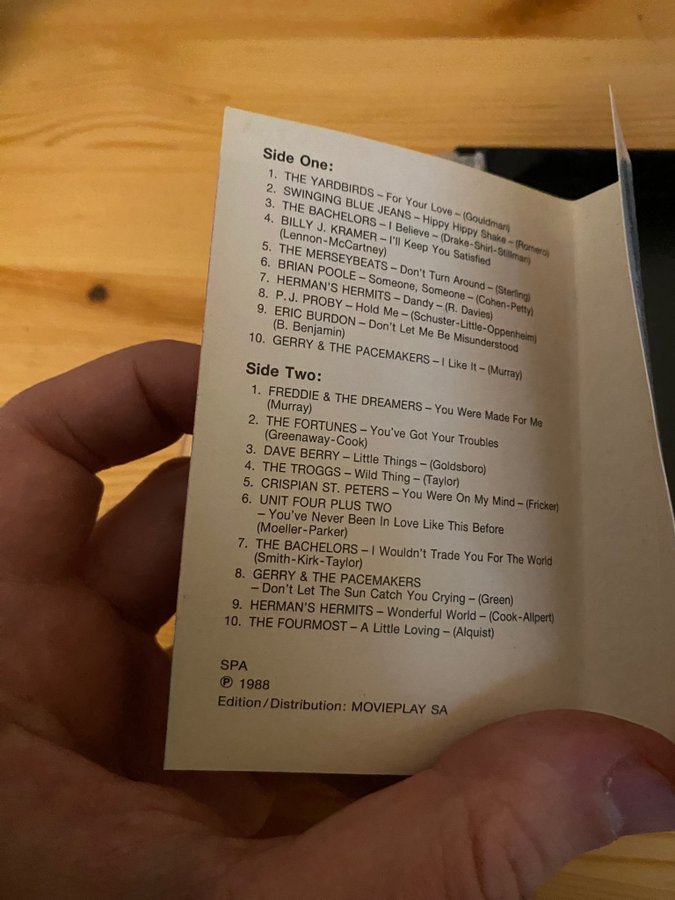 Side One:
1. THE YARDBIRDS – For Your Love – (Gouldman)
2. SWINGING BLUE JEANS – Hippy Hippy Shake – (Romero)
3. THE BACHELORS – I Believe – (Drake-Shirl-Stillman)
4. BILLY J. KRAMER – I'll Keep You Satisfied
(Lennon-McCartney)
5. THE MERSEYBEATS – Don't Turn Around – (Sterling)
6. BRIAN POOLE – Someone, Someone – (Cohen-Petty)
7. HERMAN'S HERMITS – Dandy – (R. Davies)
8. P.J. PROBY – Hold Me – (Schuster-Little-Oppenheim)
9. ERIC BURDON – Don't Let Me Be Misunderstood
(B. Benjamin)
10. GERRY & THE PACEMAKERS – I Like It – (Murray)
Side Two:
1. FREDDIE & THE DREAMERS – You Were Made For Me
(Murray)
2. THE FORTUNES – You've Got Your Troubles
(Greenaway-Cook)
3. DAVE BERRY – Little Things – (Goldsboro)
4. THE TROGGS – Wild Thing – (Taylor)
5. CRISPIAN ST. PETERS – You Were On My Mind – (Fricker)
6. UNIT FOUR PLUS TWO
– You've Never Been In Love Like This Before
(Moeller-Parker)
7. THE BACHELORS – I Wouldn't Trade You For The World
(Smith-Kirk-Taylor)
8. GERRY & THE PACEMAKERS
– Don't Let The Sun Catch You Crying – (Green)
9. HERMAN'S HERMITS – Wonderful World – (Cook-Allpert)
10. THE FOURMOST – A Little Loving – (Alquist)
SPA
℗ 1988
Edition/Distribution: MOVIEPLAY SA